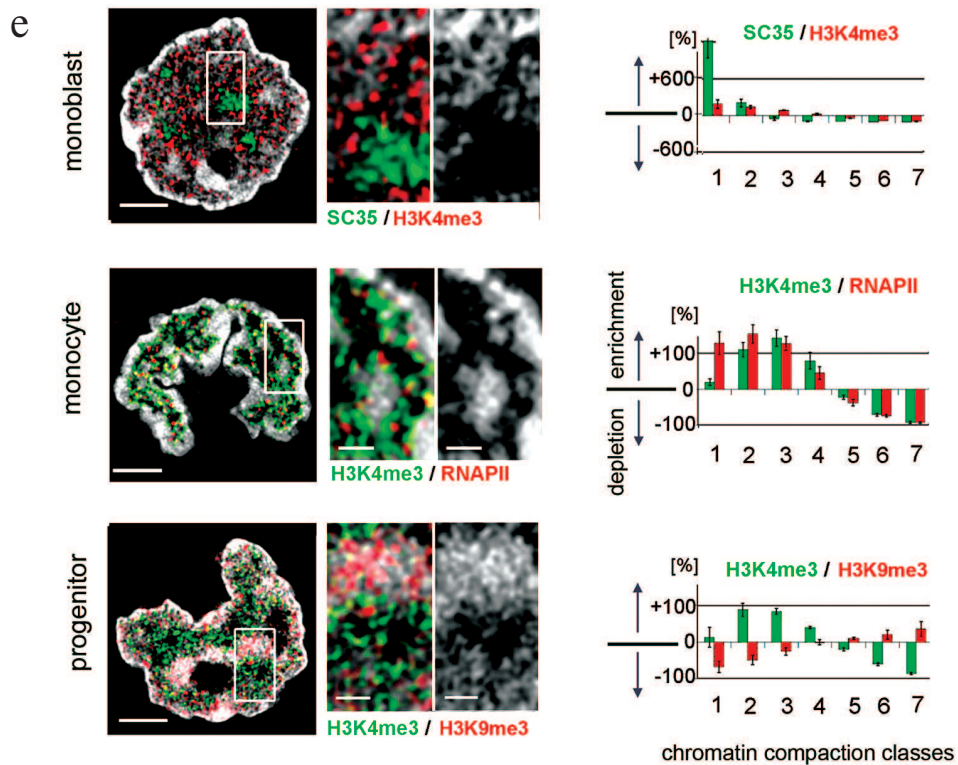 e
monoblast
SC35 / H3K4me3
[%]
SC35 / H3K4me3
+600
0
-600
1 2 3 4 5 6 7
monocyte
H3K4me3 / RNAPII
enrichment
depletion
H3K4me3 / RNAPII
[%]
+100
0
-100
1 2 3 4 5 6 7
progenitor
H3K4me3 / H3K9me3
[%]
H3K4me3 / H3K9me3
+100
0
-100
1 2 3 4 5 6 7
chromatin compaction classes